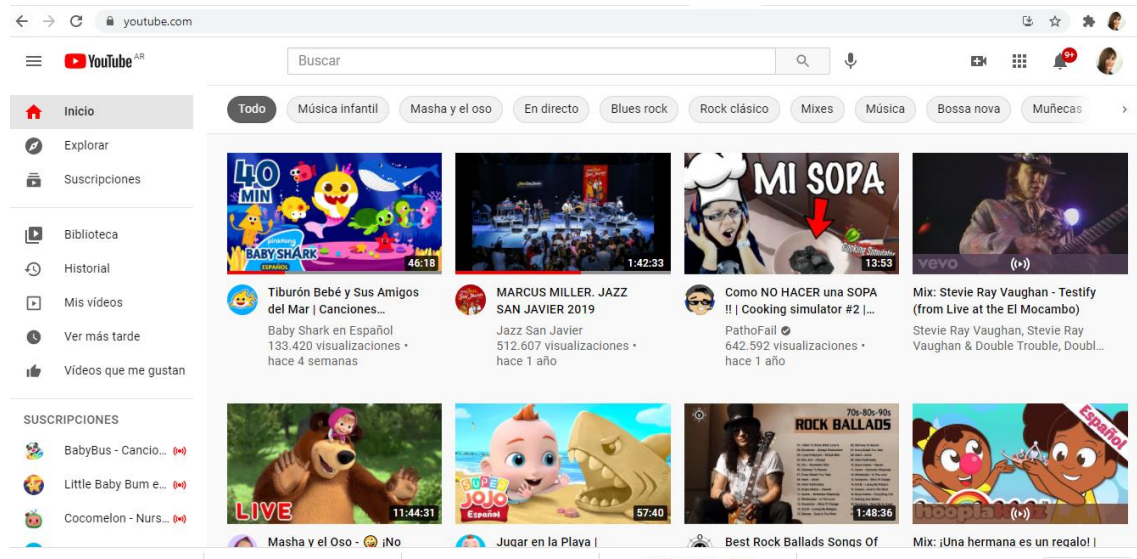 youtube.com
YouTube AR
Buscar
9+
Inicio
Explorar
Suscripciones
Biblioteca
Historial
Mis vídeos
Ver más tarde
Vídeos que me gustan
SUSCRIPCIONES
BabyBus - Cancio...
Little Baby Bum e...
Cocomelon - Nurs...
Todo
Música infantil
Masha y el oso
En directo
Blues rock
Rock clásico
Mixes
Música
Bossa nova
Muñecas
40
MIN
pinkfong
BABY SHARK
ESPAÑOL
46:18
Tiburón Bebé y Sus Amigos
del Mar | Canciones...
Baby Shark en Español
133.420 visualizaciones •
hace 4 semanas
1:42:33
MARCUS MILLER. JAZZ
SAN JAVIER 2019
Jazz San Javier
512.607 visualizaciones •
hace 1 año
MI SOPA
Cooking Simulator
13:53
Como NO HACER una SOPA
!! | Cooking simulator #2 |...
PathoFail
642.592 visualizaciones •
hace 1 año
vevo
Mix: Stevie Ray Vaughan - Testify
(from Live at the El Mocambo)
Stevie Ray Vaughan, Stevie Ray
Vaughan & Double Trouble, Doubl...
LIVE
11:44:31
Masha y el Oso - 🤪 ¡No
SUPER
JOJO
Español
57:40
Jugar en la Playa |
70s-80s-90s
ROCK BALLADS
1:48:36
Best Rock Ballads Songs Of
Español
hooplakidz
Mix: ¡Una hermana es un regalo! |